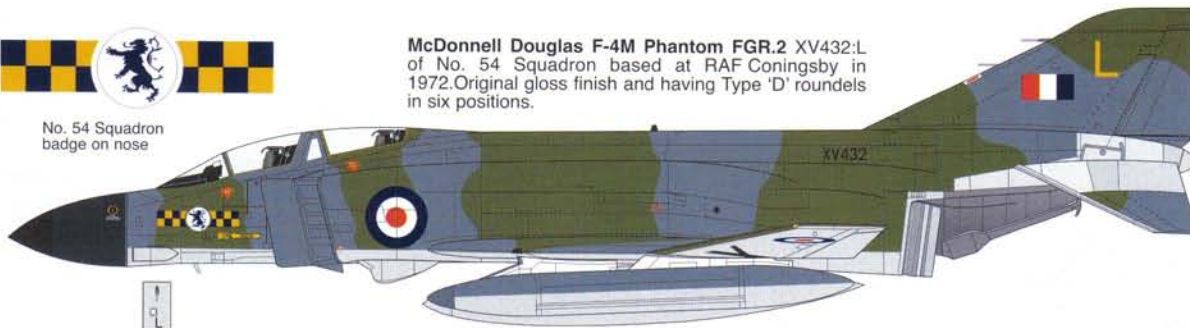 McDonnell Douglas F-4M Phantom FGR.2 XV432:L
of No. 54 Squadron based at RAF Coningsby in
1972.Original gloss finish and having Type 'D' roundels
in six positions.
No. 54 Squadron
badge on nose
L
XV432
L